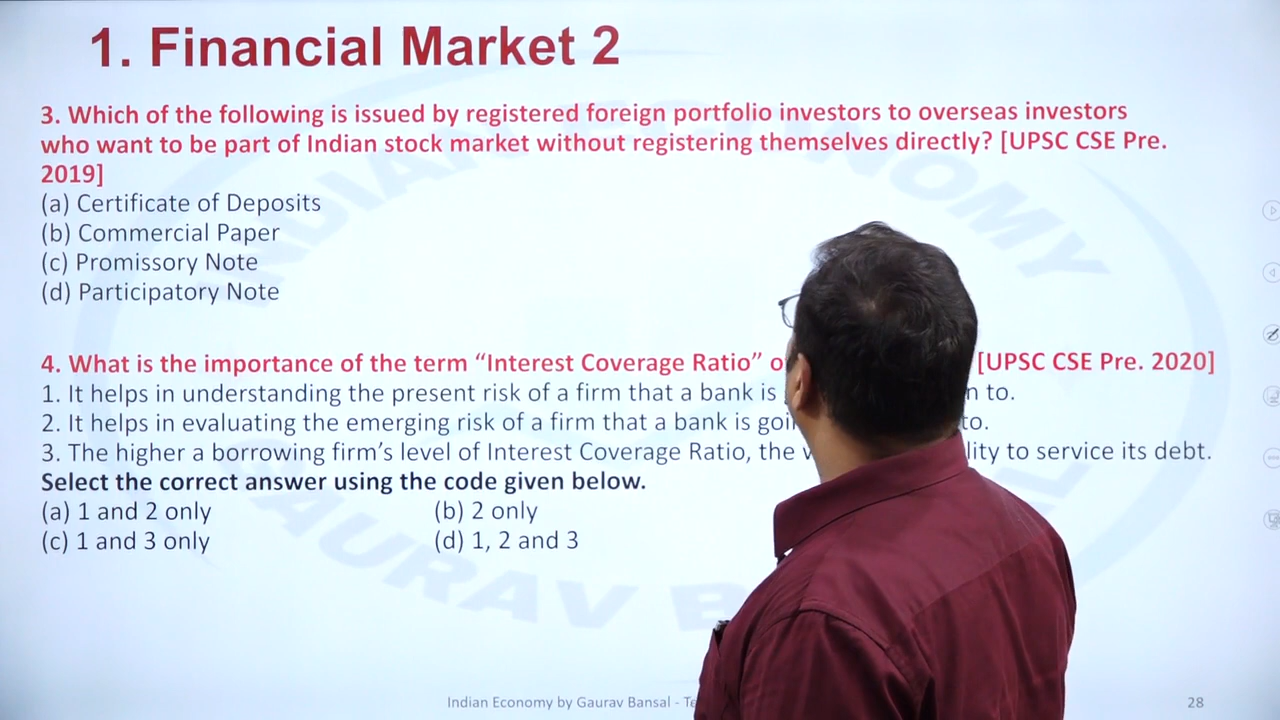 1. Financial Market 2
3. Which of the following is issued by registered foreign portfolio investors to overseas investors
who want to be part of Indian stock market without registering themselves directly? [UPSC CSE Pre.
2019]
(a) Certificate of Deposits
(b) Commercial Paper
(c) Promissory Note
(d) Participatory Note
4. What is the importance of the term “Interest Coverage Ratio” [UPSC CSE Pre. 2020]
1. It helps in understanding the present risk of a firm that a bank is to.
2. It helps in evaluating the emerging risk of a firm that a bank is to.
3. The higher a borrowing firm’s level of Interest Coverage Ratio, the to service its debt.
Select the correct answer using the code given below.
(a) 1 and 2 only (b) 2 only
(c) 1 and 3 only (d) 1, 2 and 3
Indian Economy by Gaurav Bansal - 28